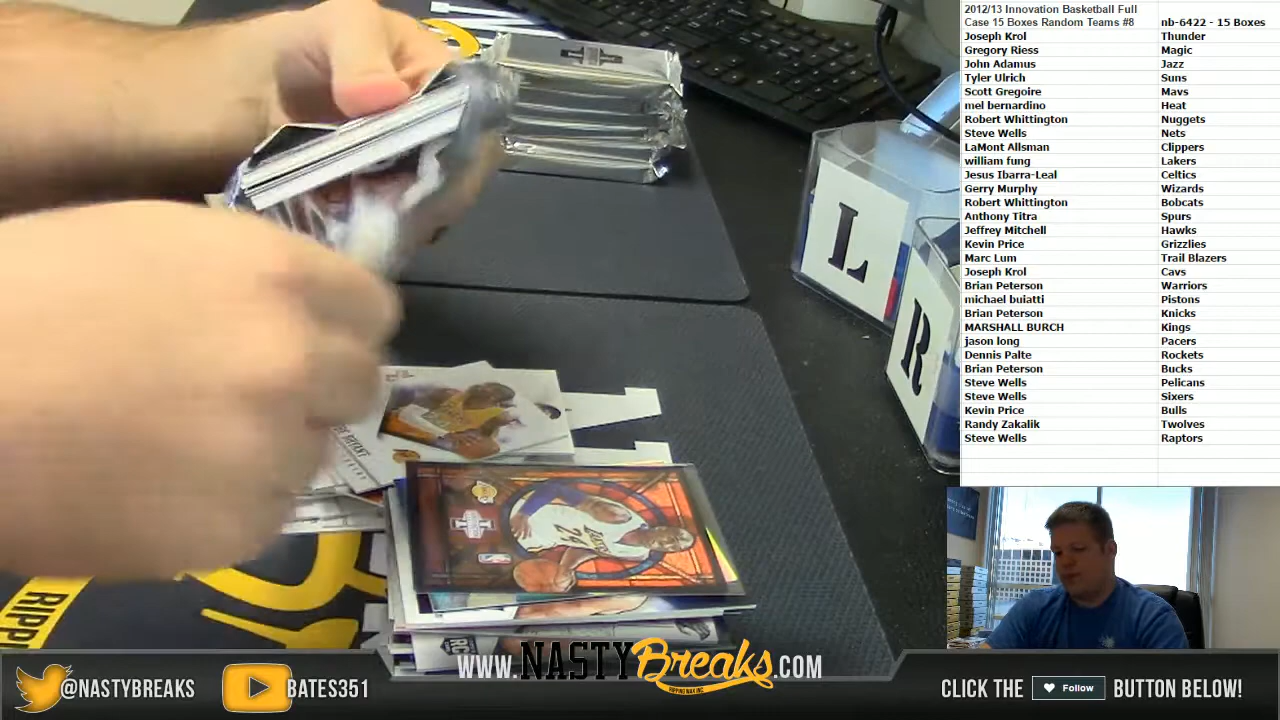 2012/13 Innovation Basketball Full
Case 15 Boxes Random Teams #8 nb-6422 - 15 Boxes
Joseph Krol Thunder
Gregory Riess Magic
John Adamus Jazz
Tyler Ulrich Suns
Scott Gregoire Mavs
mel bernardino Heat
Robert Whittington Nuggets
Steve Wells Nets
LaMont Allsman Clippers
william fung Lakers
Jesus Ibarra-Leal Celtics
Gerry Murphy Wizards
Robert Whittington Bobcats
Anthony Titra Spurs
Jeffrey Mitchell Hawks
Kevin Price Grizzlies
Marc Lum Trail Blazers
Joseph Krol Cavs
Brian Peterson Warriors
michael buiatti Pistons
Brian Peterson Knicks
MARSHALL BURCH Kings
jason long Pacers
Dennis Palte Rockets
Brian Peterson Bucks
Steve Wells Pelicans
Steve Wells Sixers
Kevin Price Bulls
Randy Zakalik Twolves
Steve Wells Raptors
L
R
24
RC
RIPPI
@NASTYBREAKS
BATES351
WWW.NASTYBreaks.COM
RIPPING WAX INC
CLICK THE Follow BUTTON BELOW!